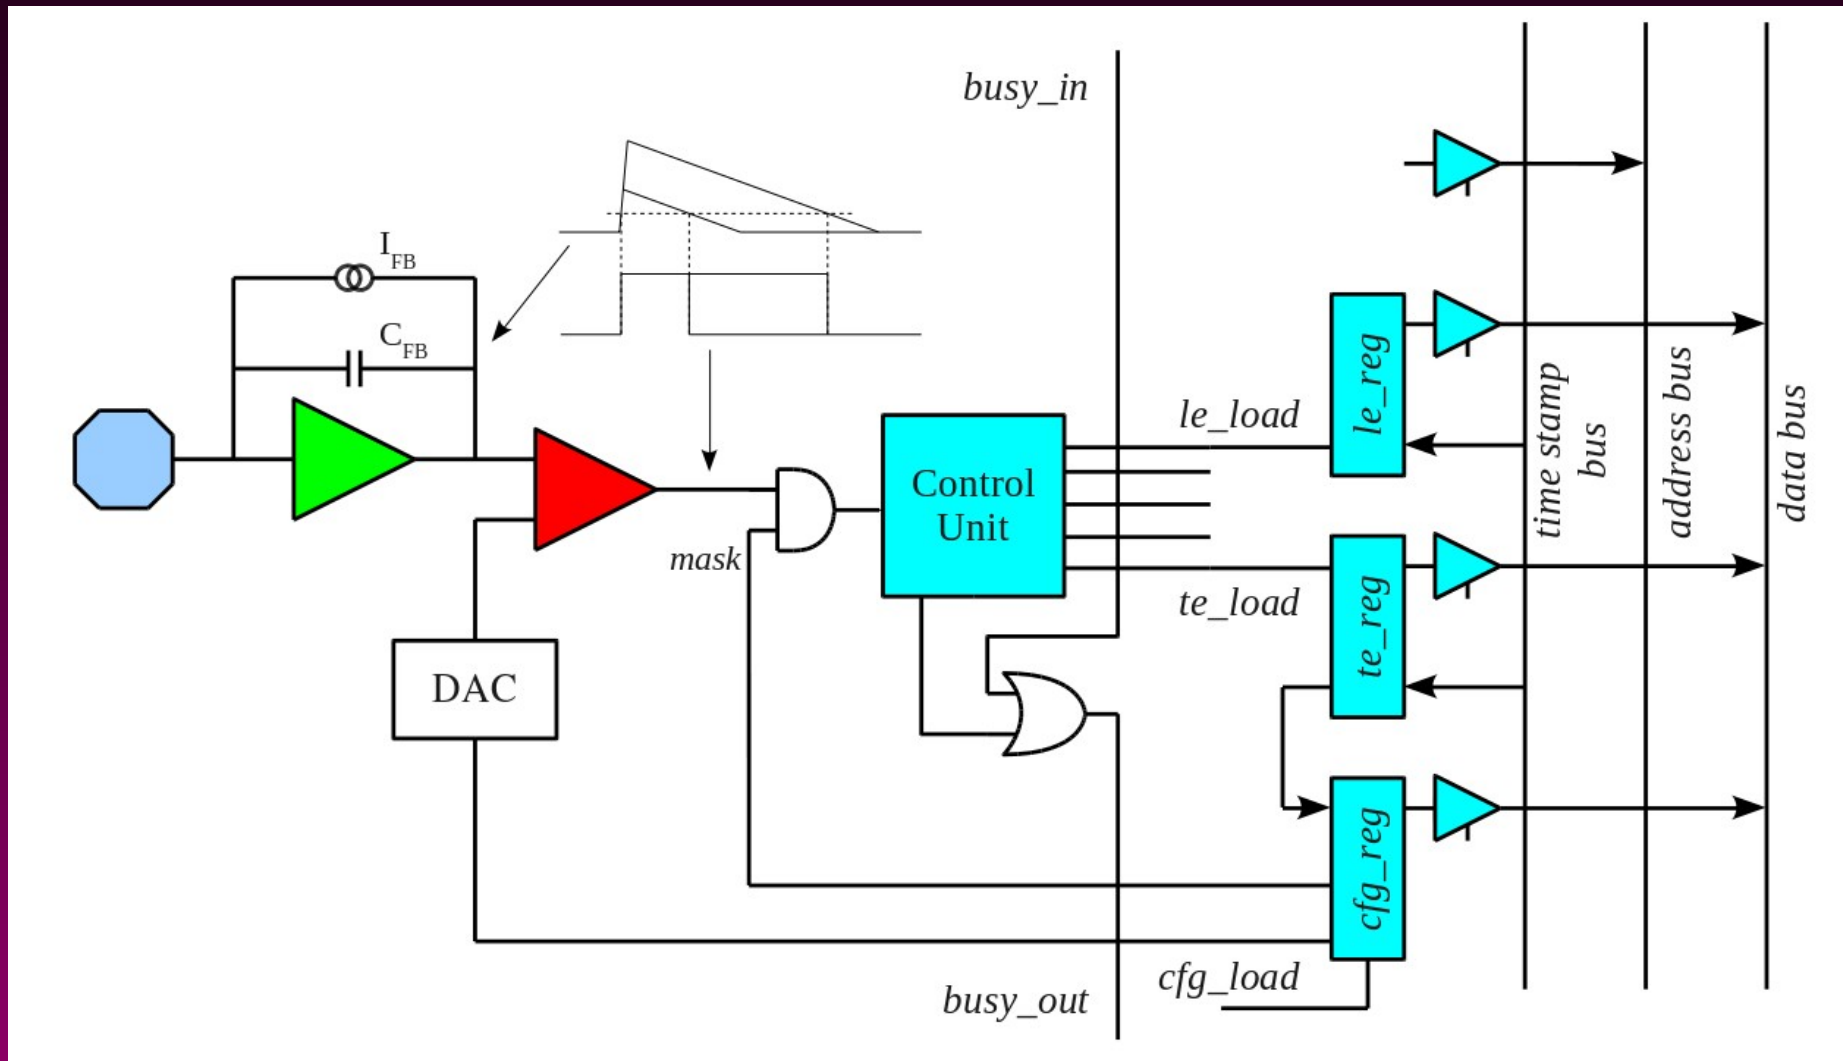 busy_in
I_FB
C_FB
le_load
le_reg
Control
Unit
mask
te_load
te_reg
DAC
cfg_reg
cfg_load
busy_out
time stamp
bus
address bus
data bus